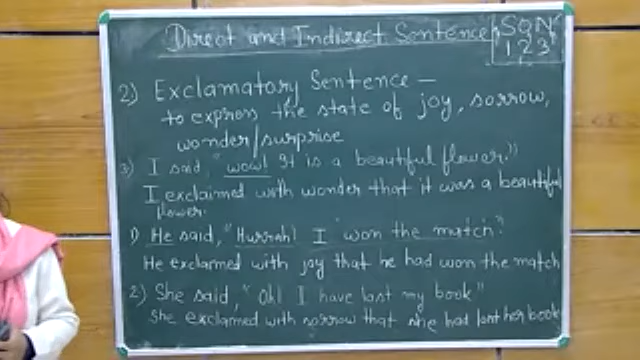 Direct and Indirect Sentences
SON
123
2) Exclamatory Sentence –
to express the state of joy, sorrow,
wonder/surprise
3) I said, "wow! It is a beautiful flower."
I exclaimed with wonder that it was a beautiful
flower.
1) He said, "Hurrah! I won the match".
He exclaimed with joy that he had won the match
2) She said, "Oh! I have lost my book"
She exclaimed with sorrow that she had lost her book